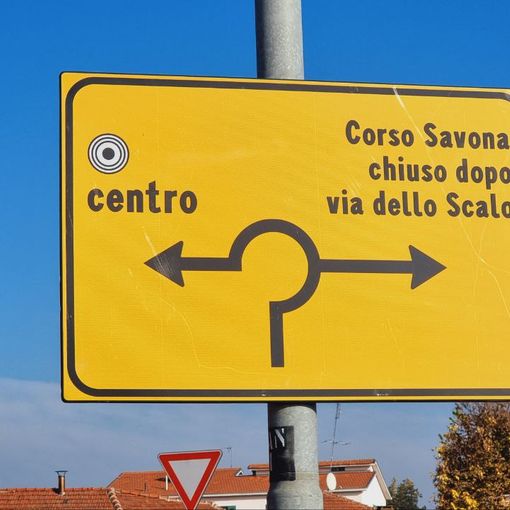 centro
Corso Savona
chiuso dopo
via dello Scalo